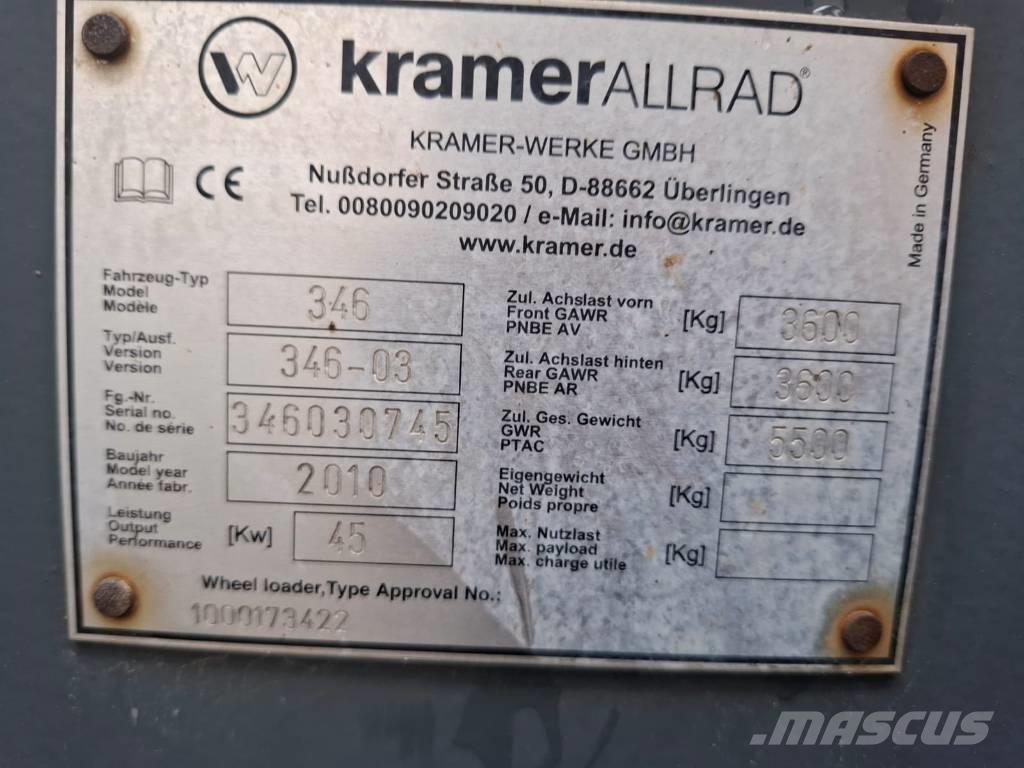 kramerALLRAD®
KRAMER-WERKE GMBH
Nußdorfer Straße 50, D-88662 Überlingen
Tel. 0080090209020 / e-Mail: info@kramer.de
www.kramer.de
CE
Made in Germany
Fahrzeug-Typ
Model
Modèle
346
Typ/Ausf.
Version
Version
346-03
Fg.-Nr.
Serial no.
No. de série
346030745
Baujahr
Model year
Année fabr.
2010
Leistung
Output
Performance
[Kw]
45
Zul. Achslast vorn
Front GAWR
PNBE AV
[Kg]
3600
Zul. Achslast hinten
Rear GAWR
PNBE AR
[Kg]
3600
Zul. Ges. Gewicht
GWR
PTAC
[Kg]
5500
Eigengewicht
Net Weight
Poids propre
[Kg]
Max. Nutzlast
Max. payload
Max. charge utile
[Kg]
Wheel loader,Type Approval No.:
1000173422
MASCUS